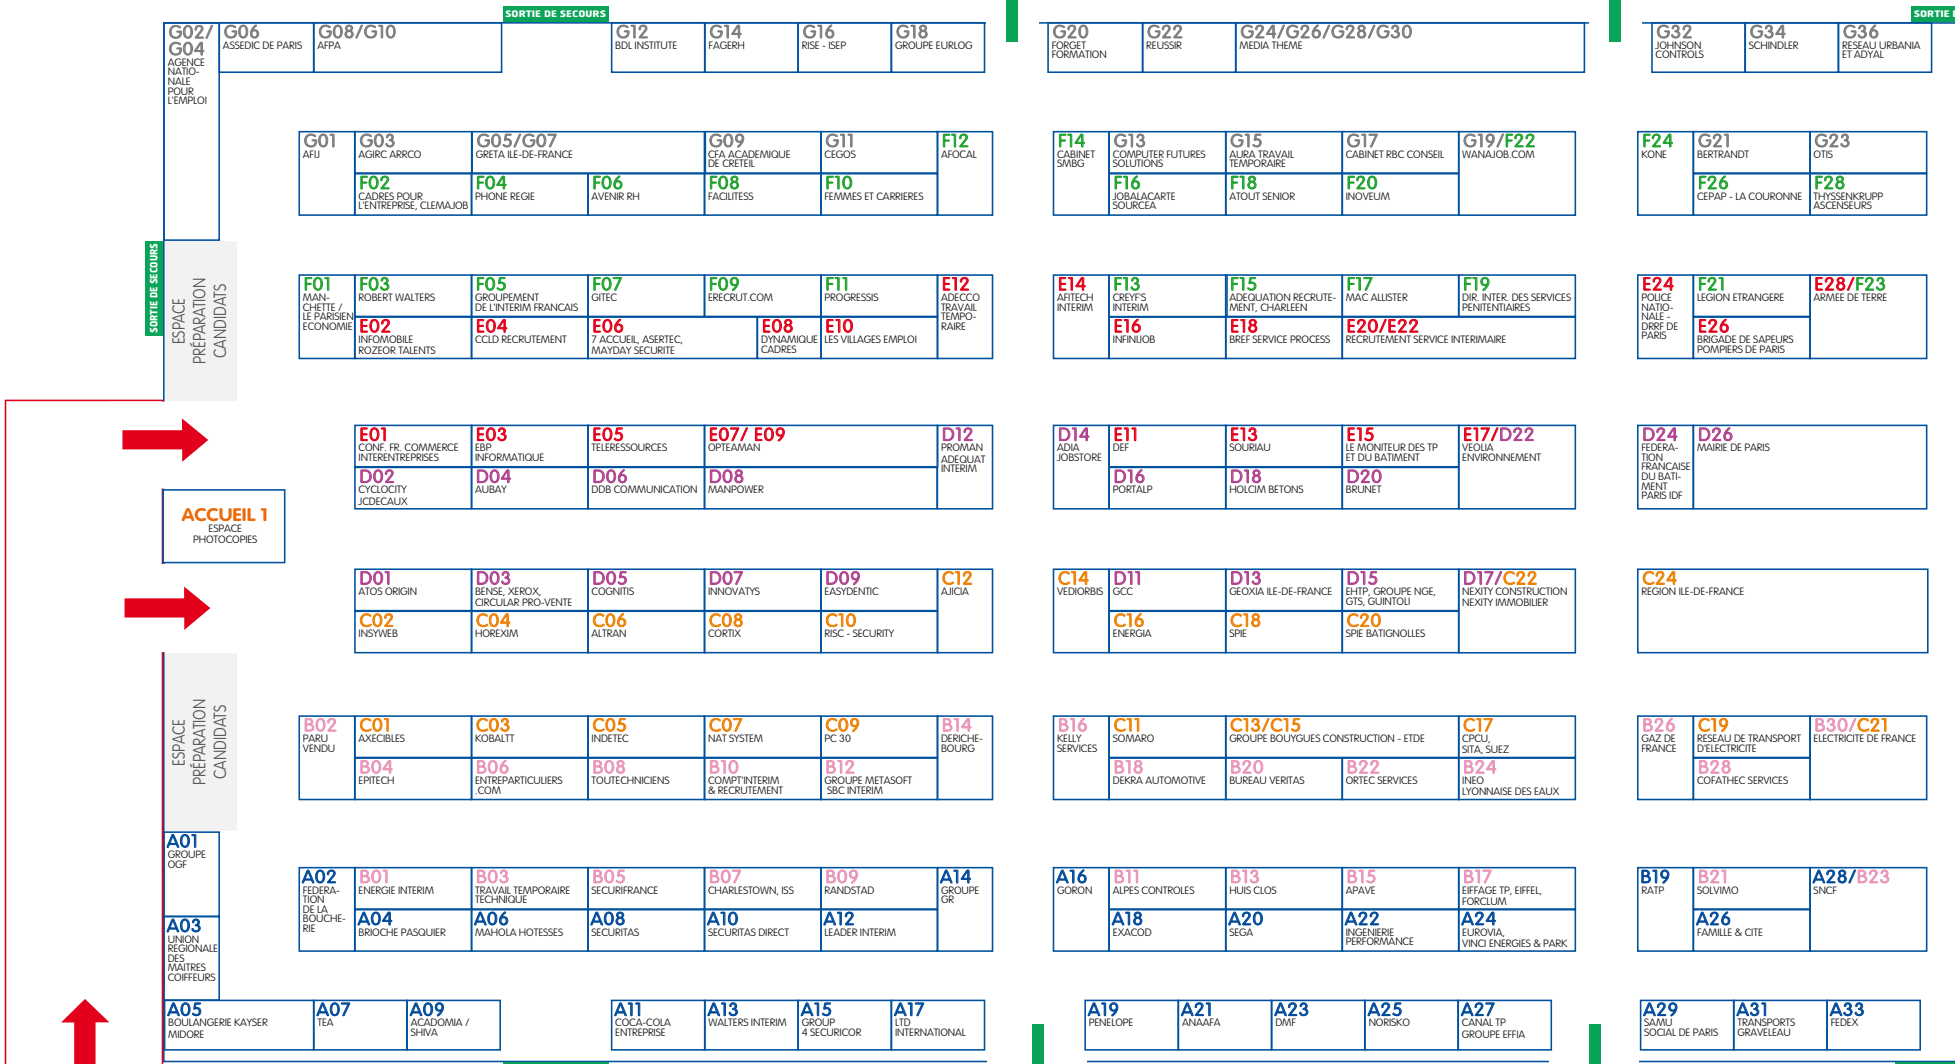 SORTIE DE SECOURS
G02/
G04
AGENCE
NATIO-
NALE
POUR
L'EMPLOI
G06
ASSEDIC DE PARIS
G08/G10
AFPA
G12
BDL INSTITUTE
G14
FAGERH
G16
RISE - ISEP
G18
GROUPE EURLOG
G20
FORGET
FORMATION
G22
REUSSIR
G24/G26/G28/G30
MEDIA THEME
SORTIE
G32
JOHNSON
CONTROLS
G34
SCHINDLER
G36
RESEAU URBANIA
ET ADYAL
G01
AFIJ
G03
AGIRC ARRCO
G05/G07
GRETA ILE-DE-FRANCE
G09
CFA ACADEMIQUE
DE CRETEIL
G11
CEGOS
F12
AFOCAL
F02
CADRES POUR
L'ENTREPRISE, CLEMAJOB
F04
PHONE REGIE
F06
AVENIR RH
F08
FACILITESS
F10
FEMMES ET CARRIERES
F14
CABINET
SMBG
G13
COMPUTER FUTURES
SOLUTIONS
G15
AURA TRAVAIL
TEMPORAIRE
G17
CABINET RBC CONSEIL
G19/F22
WANAJOB.COM
F16
JOBALACARTE
SOURCEA
F18
ATOUT SENIOR
F20
INOVEUM
F24
KONE
G21
BERTRANDT
G23
OTIS
F26
CEPAP - LA COURONNE
F28
THYSSENKRUPP
ASCENSEURS
SORTIE DE SECOURS
ESPACE
PRÉPARATION
CANDIDATS
F01
MAN-
CHETTE /
LE PARISIEN
ECONOMIE
F03
ROBERT WALTERS
F05
GROUPEMENT
DE L'INTERIM FRANCAIS
F07
GITEC
F09
ERECRUT.COM
F11
PROGRESSIS
E12
ADECCO
TRAVAIL
TEMPO-
RAIRE
E02
INFOMOBILE
ROZEOR TALENTS
E04
CCLD RECRUTEMENT
E06
7 ACCUEIL, ASERTEC,
MAYDAY SECURITE
E08
DYNAMIQUE
CADRES
E10
LES VILLAGES EMPLOI
E14
AFITECH
INTERIM
F13
CREYF'S
INTERIM
F15
ADEQUATION RECRUTE-
MENT, CHARLEEN
F17
MAC ALLISTER
F19
DIR. INTER. DES SERVICES
PENITENTIAIRES
E16
INFINIJOB
E18
BREF SERVICE PROCESS
E20/E22
RECRUTEMENT SERVICE INTERIMAIRE
E24
POLICE
NATIO-
NALE -
DRRF DE
PARIS
F21
LEGION ETRANGERE
E28/F23
ARMEE DE TERRE
E26
BRIGADE DE SAPEURS
POMPIERS DE PARIS
E01
CONF. FR. COMMERCE
INTERENTREPRISES
E03
EBP
INFORMATIQUE
E05
TELERESSOURCES
E07/ E09
OPTEAMAN
D12
PROMAN
ADEQUAT
INTERIM
D02
CYCLOCITY
JCDECAUX
D04
AUBAY
D06
DDB COMMUNICATION
D08
MANPOWER
D14
ADIA
JOBSTORE
E11
DEF
E13
SOURIAU
E15
LE MONITEUR DES TP
ET DU BATIMENT
E17/D22
VEOLIA
ENVIRONNEMENT
D16
PORTALP
D18
HOLCIM BETONS
D20
BRUNET
D24
FEDERA-
TION
FRANCAISE
DU BATI-
MENT
PARIS IDF
D26
MAIRIE DE PARIS
ACCUEIL 1
ESPACE
PHOTOCOPIES
D01
ATOS ORIGIN
D03
BENSE, XEROX,
CIRCULAR PRO-VENTE
D05
COGNITIS
D07
INNOVATYS
D09
EASYDENTIC
C12
AJICIA
C02
INSYWEB
C04
HOREXIM
C06
ALTRAN
C08
CORTIX
C10
RISC - SECURITY
C14
VEDIORBIS
D11
GCC
D13
GEOXIA ILE-DE-FRANCE
D15
EHTP, GROUPE NGE,
GTS, GUINTOLI
D17/C22
NEXITY CONSTRUCTION
NEXITY IMMOBILIER
C16
ENERGIA
C18
SPIE
C20
SPIE BATIGNOLLES
C24
REGION ILE-DE-FRANCE
ESPACE
PRÉPARATION
CANDIDATS
B02
PARU
VENDU
C01
AXECIBLES
C03
KOBALTT
C05
INDETEC
C07
NAT SYSTEM
C09
PC 30
B14
DERICHE-
BOURG
B04
EPITECH
B06
ENTREPARTICULIERS
.COM
B08
TOUTECHNICIENS
B10
COMPT'INTERIM
& RECRUTEMENT
B12
GROUPE METASOFT
SBC INTERIM
B16
KELLY
SERVICES
C11
SOMARO
C13/C15
GROUPE BOUYGUES CONSTRUCTION - ETDE
C17
CPCU,
SITA, SUEZ
B18
DEKRA AUTOMOTIVE
B20
BUREAU VERITAS
B22
ORTEC SERVICES
B24
INEO
LYONNAISE DES EAUX
B26
GAZ DE
FRANCE
C19
RESEAU DE TRANSPORT
D'ELECTRICITE
B30/C21
ELECTRICITE DE FRANCE
B28
COFATHEC SERVICES
A01
GROUPE
OGF
A03
UNION
REGIONALE
DES
MAITRES
COIFFEURS
A02
FEDERA-
TION
DE LA
BOUCHE-
RIE
B01
ENERGIE INTERIM
B03
TRAVAIL TEMPORAIRE
TECHNIQUE
B05
SECURIFRANCE
B07
CHARLESTOWN, ISS
B09
RANDSTAD
A14
GROUPE
GR
A04
BRIOCHE PASQUIER
A06
MAHOLA HOTESSES
A08
SECURITAS
A10
SECURITAS DIRECT
A12
LEADER INTERIM
A16
GORON
B11
ALPES CONTROLES
B13
HUIS CLOS
B15
APAVE
B17
EIFFAGE TP, EIFFEL,
FORCLUM
A18
EXACOD
A20
SEGA
A22
INGENIERIE
PERFORMANCE
A24
EUROVIA,
VINCI ENERGIES & PARK
B19
RATP
B21
SOLVIMO
A28/B23
SNCF
A26
FAMILLE & CITE
A05
BOULANGERIE KAYSER
MIDORE
A07
TEA
A09
ACADOMIA /
SHIVA
A11
COCA-COLA
ENTREPRISE
A13
WALTERS INTERIM
A15
GROUP
4 SECURICOR
A17
LTD
INTERNATIONAL
A19
PENELOPE
A21
ANAAFA
A23
DMF
A25
NORISKO
A27
CANAL TP
GROUPE EFFIA
A29
SAMU
SOCIAL DE PARIS
A31
TRANSPORTS
GRAVELEAU
A33
FEDEX